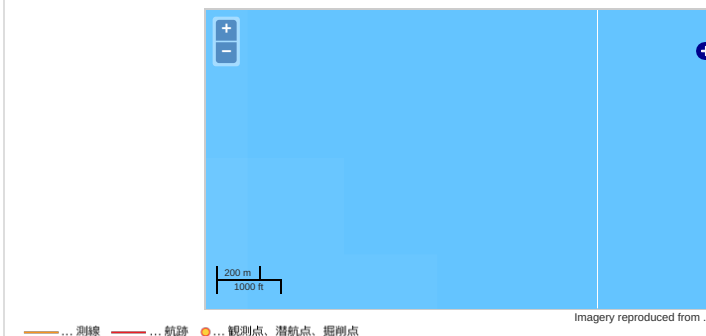 +
−
200 m
1000 ft
Imagery reproduced from .
... 測線 ... 航跡 ... 観測点、潜航点、掘削点